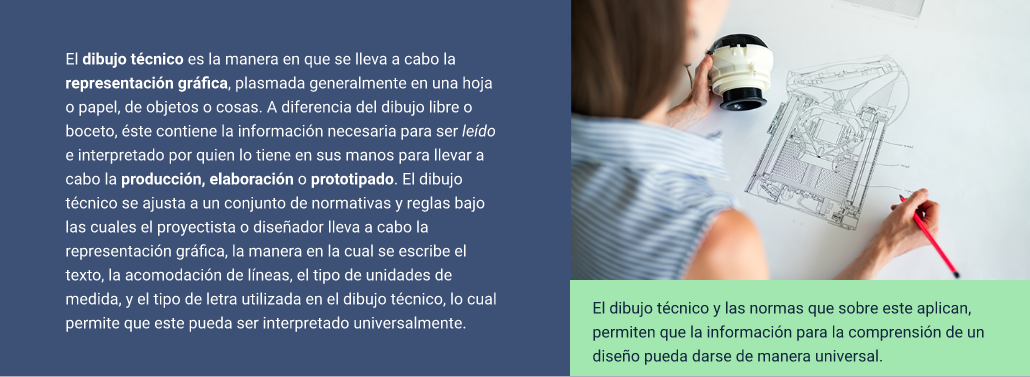 El dibujo técnico es la manera en que se lleva a cabo la
representación gráfica, plasmada generalmente en una hoja
o papel, de objetos o cosas. A diferencia del dibujo libre o
boceto, éste contiene la información necesaria para ser leído
e interpretado por quien lo tiene en sus manos para llevar a
cabo la producción, elaboración o prototipado. El dibujo
técnico se ajusta a un conjunto de normativas y reglas bajo
las cuales el proyectista o diseñador lleva a cabo la
representación gráfica, la manera en la cual se escribe el
texto, la acomodación de líneas, el tipo de unidades de
medida, y el tipo de letra utilizada en el dibujo técnico, lo cual
permite que este pueda ser interpretado universalmente.
El dibujo técnico y las normas que sobre este aplican,
permiten que la información para la comprensión de un
diseño pueda darse de manera universal.